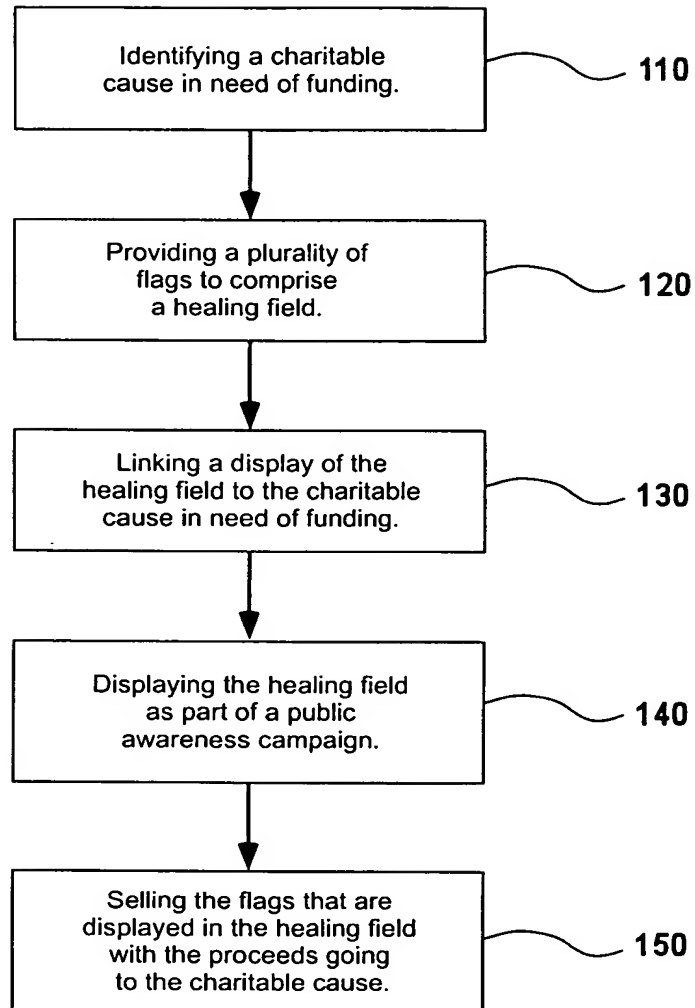 Identifying a charitable
cause in need of funding.
110
Providing a plurality of
flags to comprise
a healing field.
120
Linking a display of the
healing field to the charitable
cause in need of funding.
130
Displaying the healing field
as part of a public
awareness campaign.
140
Selling the flags that are
displayed in the healing field
with the proceeds going
to the charitable cause.
150